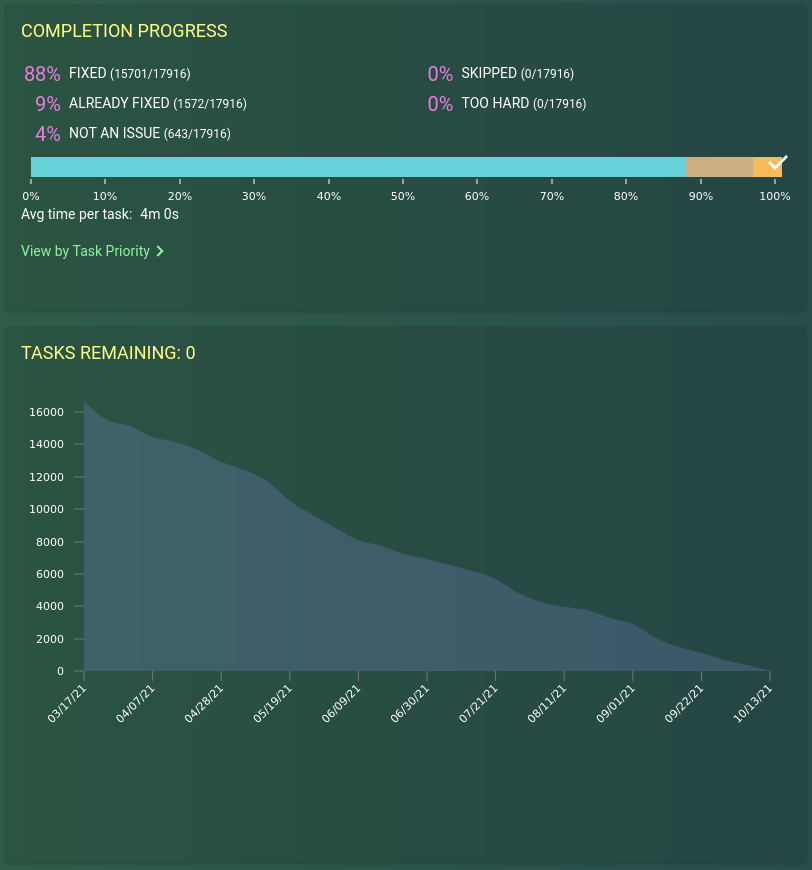 COMPLETION PROGRESS
88% FIXED (15701/17916)
0% SKIPPED (0/17916)
9% ALREADY FIXED (1572/17916)
0% TOO HARD (0/17916)
4% NOT AN ISSUE (643/17916)
0% 10% 20% 30% 40% 50% 60% 70% 80% 90% 100%
Avg time per task: 4m 0s
View by Task Priority
TASKS REMAINING: 0
16000
14000
12000
10000
8000
6000
4000
2000
0
03/17/21 04/07/21 04/28/21 05/19/21 06/09/21 06/30/21 07/21/21 08/11/21 09/01/21 09/22/21 10/13/21